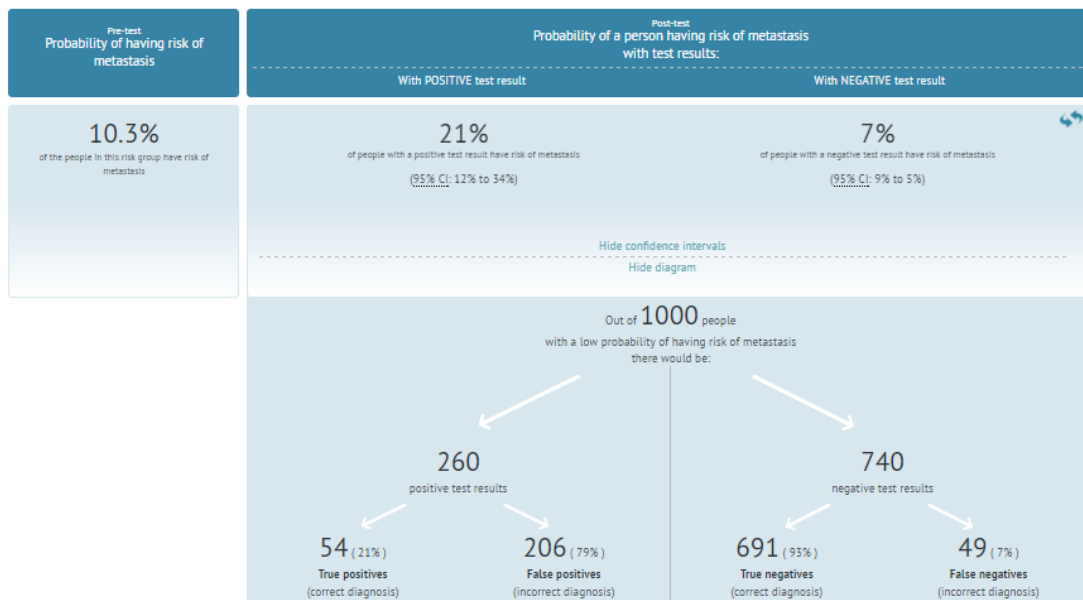 Pre-test
Probability of having risk of
metastasis
Post-test
Probability of a person having risk of metastasis
with test results:
With POSITIVE test result
With NEGATIVE test result
10.3%
of the people in this risk group have risk of
metastasis
21%
of people with a positive test result have risk of metastasis
(95% CI: 12% to 34%)
7%
of people with a negative test result have risk of metastasis
(95% CI: 9% to 5%)
Hide confidence intervals
Hide diagram
Out of 1000 people
with a low probability of having risk of metastasis
there would be:
260
positive test results
740
negative test results
54 ( 21% )
True positives
(correct diagnosis)
206 ( 79% )
False positives
(incorrect diagnosis)
691 ( 93% )
True negatives
(correct diagnosis)
49 ( 7% )
False negatives
(incorrect diagnosis)